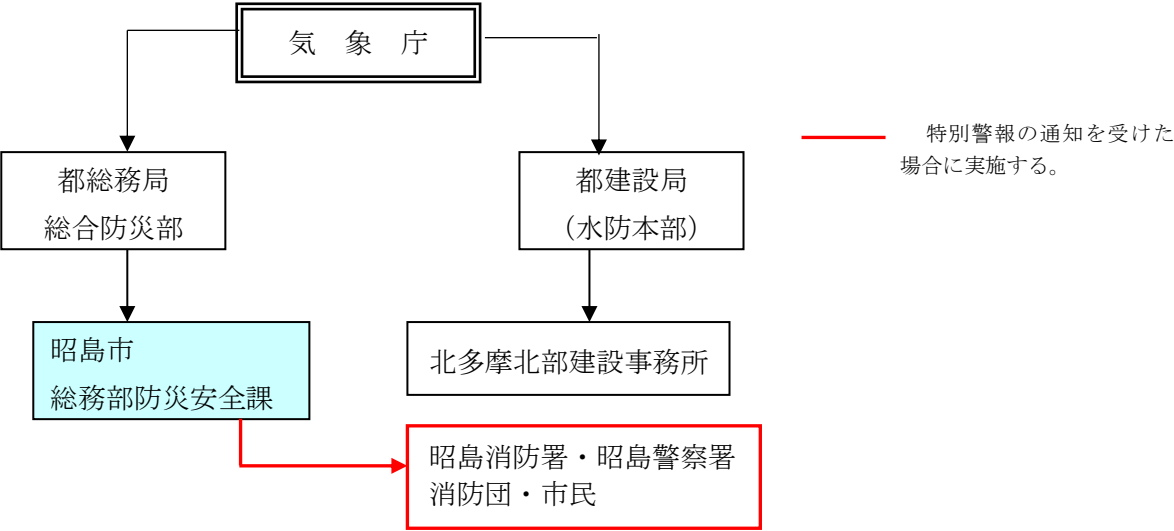 気 象 庁
特別警報の通知を受けた
場合に実施する。
都総務局
総合防災部
都建設局
（水防本部）
昭島市
総務部防災安全課
北多摩北部建設事務所
昭島消防署・昭島警察署
消防団・市民